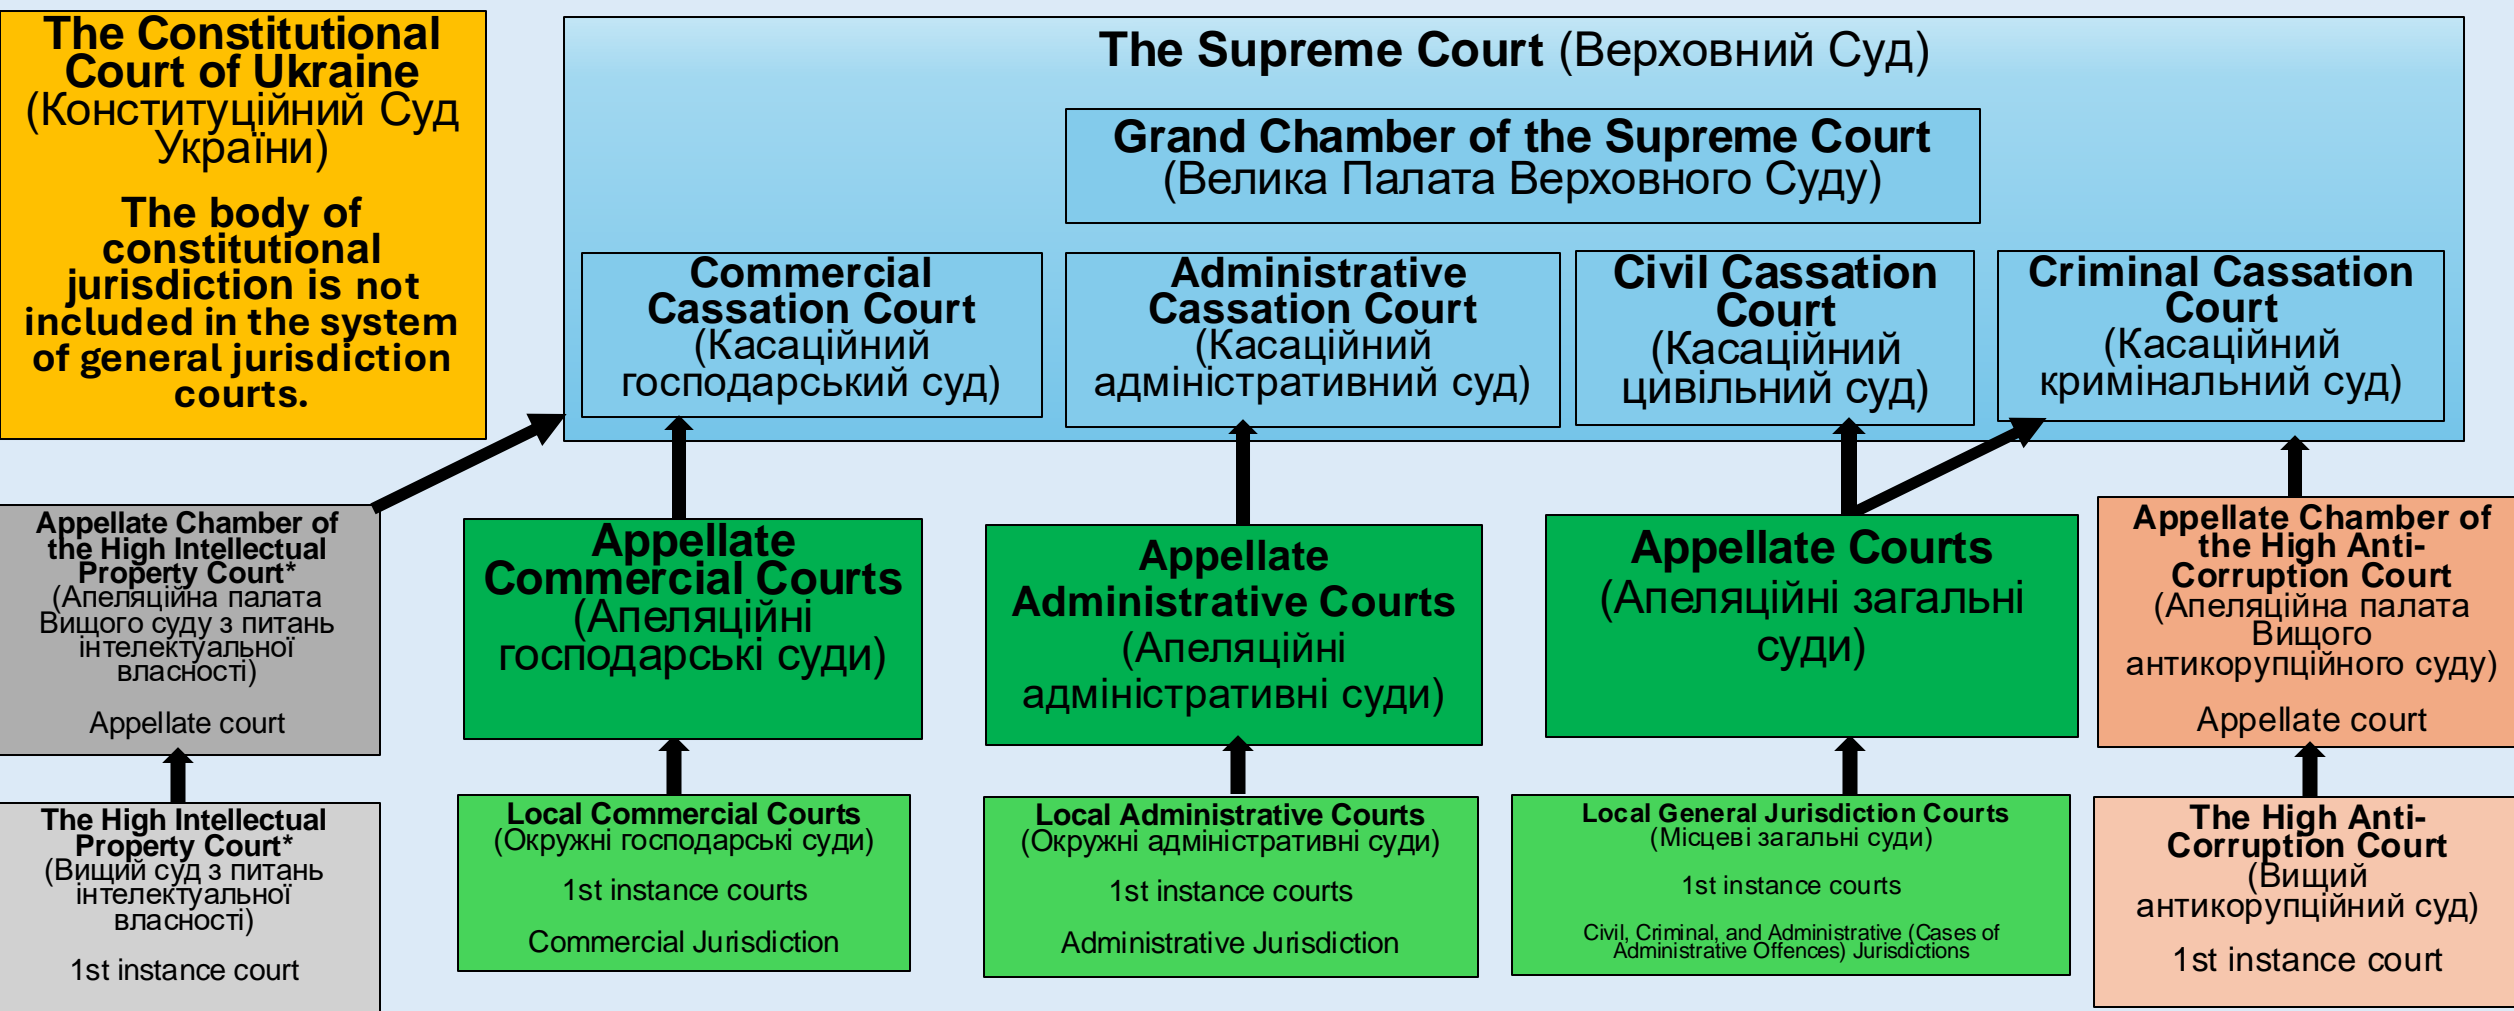 The Constitutional
Court of Ukraine
(Конституційний Суд
України)
The body of
constitutional
jurisdiction is not
included in the system
of general jurisdiction
courts.
The Supreme Court (Верховний Суд)
Grand Chamber of the Supreme Court
(Велика Палата Верховного Суду)
Commercial
Cassation Court
(Касаційний
господарський суд)
Administrative
Cassation Court
(Касаційний
адміністративний суд)
Civil Cassation
Court
(Касаційний
цивільний суд)
Criminal Cassation
Court
(Касаційний
кримінальний суд)
Appellate Chamber of
the High Intellectual
Property Court*
(Апеляційна палата
Вищого суду з питань
інтелектуальної
власності)
Appellate court
Appellate
Commercial Courts
(Апеляційні
господарські суди)
Appellate
Administrative Courts
(Апеляційні
адміністративні суди)
Appellate Courts
(Апеляційні загальні
суди)
Appellate Chamber of
the High Anti-
Corruption Court
(Апеляційна палата
Вищого
антикорупційного суду)
Appellate court
The High Intellectual
Property Court*
(Вищий суд з питань
інтелектуальної
власності)
1st instance court
Local Commercial Courts
(Окружні господарські суди)
1st instance courts
Commercial Jurisdiction
Local Administrative Courts
(Окружні адміністративні суди)
1st instance courts
Administrative Jurisdiction
Local General Jurisdiction Courts
(Місцеві загальні суди)
1st instance courts
Civil, Criminal, and Administrative (Cases of
Administrative Offences) Jurisdictions
The High Anti-
Corruption Court
(Вищий
антикорупційний суд)
1st instance court